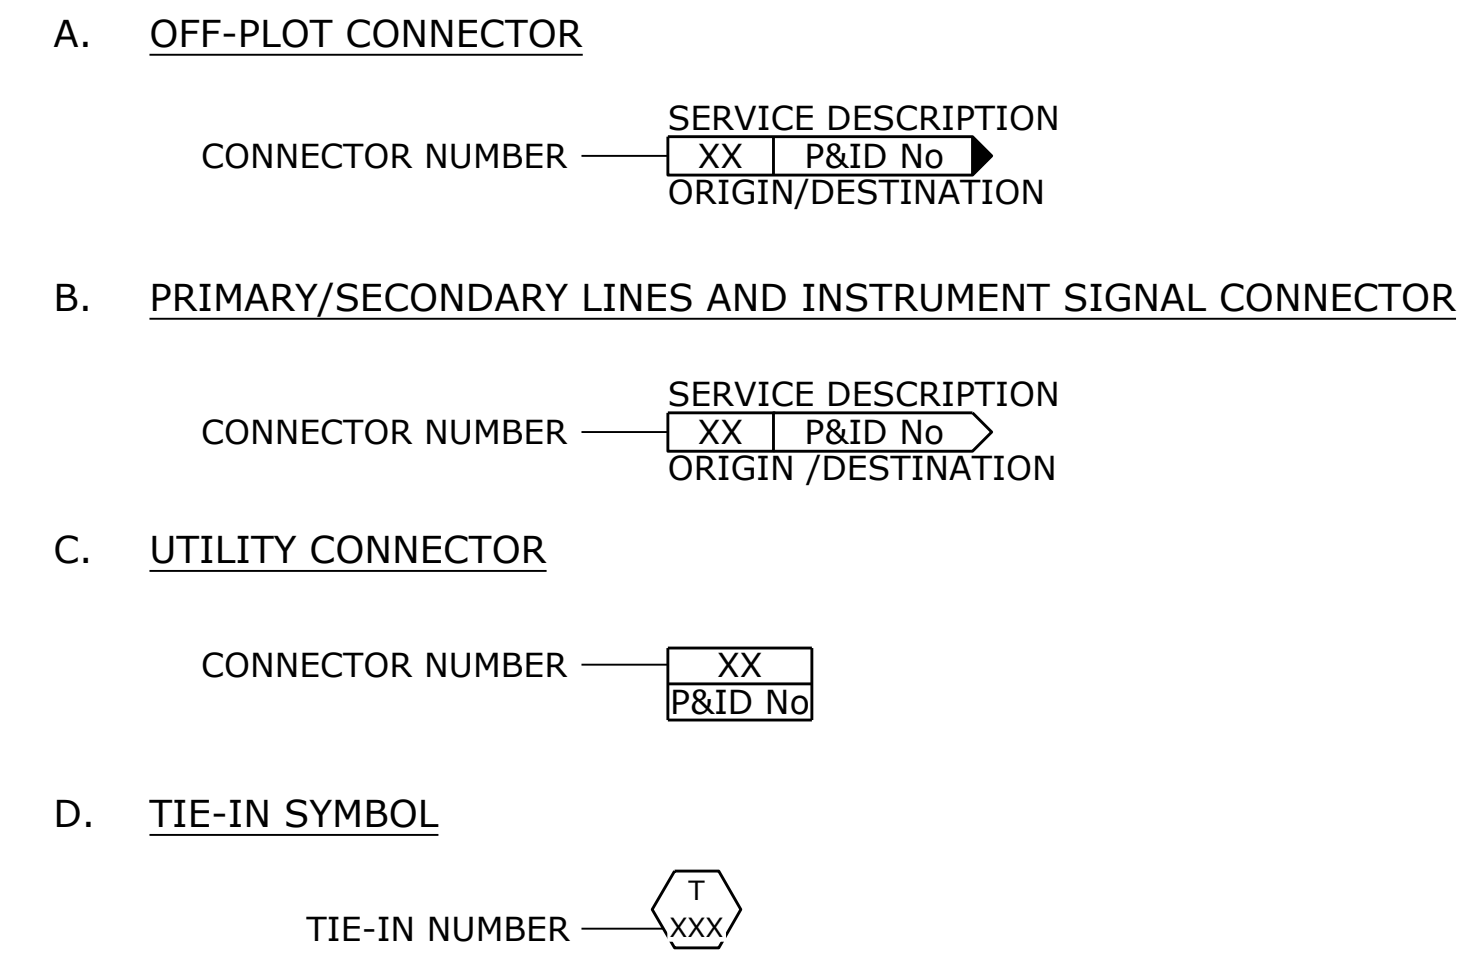 A. OFF-PLOT CONNECTOR
SERVICE DESCRIPTION
CONNECTOR NUMBER XX P&ID No
ORIGIN/DESTINATION
B. PRIMARY/SECONDARY LINES AND INSTRUMENT SIGNAL CONNECTOR
SERVICE DESCRIPTION
CONNECTOR NUMBER XX P&ID No
ORIGIN /DESTINATION
C. UTILITY CONNECTOR
CONNECTOR NUMBER XX
P&ID No
D. TIE-IN SYMBOL
T
TIE-IN NUMBER XXX